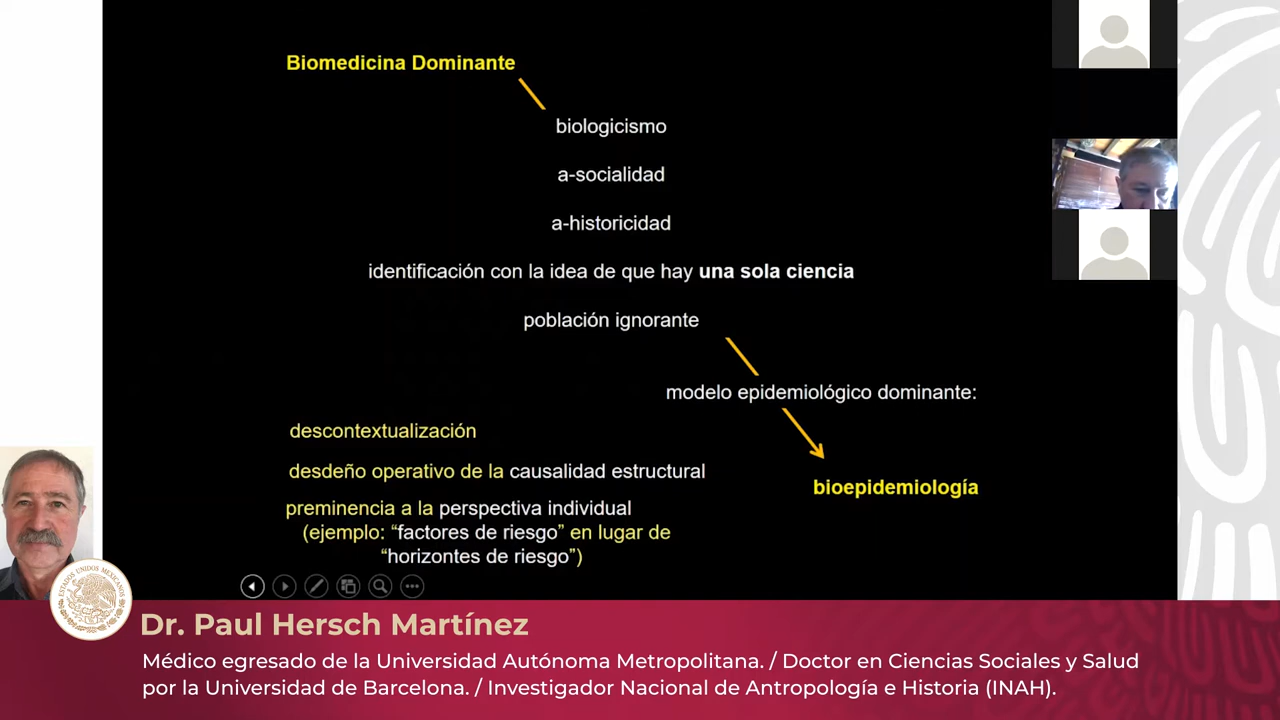 Biomedicina Dominante
biologicismo
a-socialidad
a-historicidad
identificación con la idea de que hay una sola ciencia
población ignorante
modelo epidemiológico dominante:
descontextualización
desdeño operativo de la causalidad estructural
bioepidemiología
preminencia a la perspectiva individual
(ejemplo: “factores de riesgo” en lugar de
“horizontes de riesgo”)
ESTADOS UNIDOS MEXICANOS
Dr. Paul Hersch Martínez
Médico egresado de la Universidad Autónoma Metropolitana. / Doctor en Ciencias Sociales y Salud
por la Universidad de Barcelona. / Investigador Nacional de Antropología e Historia (INAH).